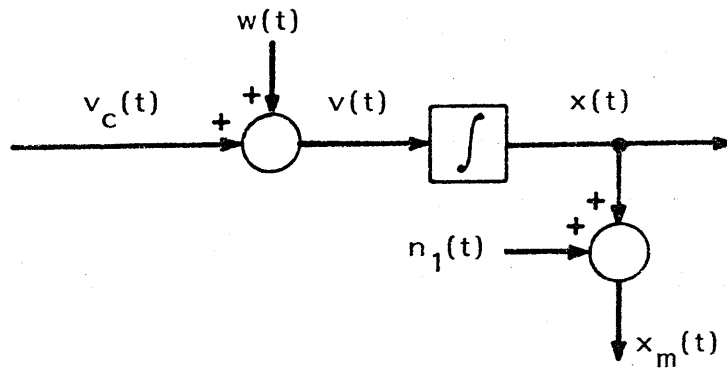 w(t)
v_c(t)
+
+
v(t)
∫
x(t)
+
+
n_1(t)
x_m(t)